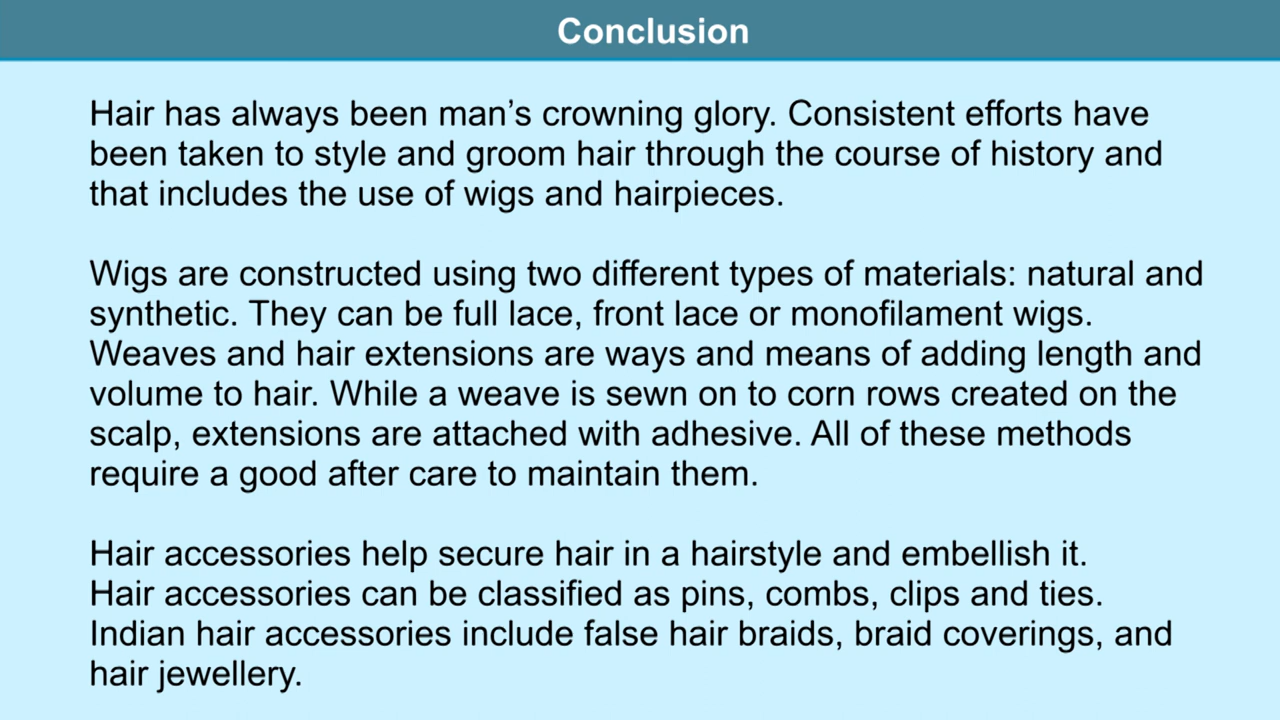 Conclusion
Hair has always been man’s crowning glory. Consistent efforts have
been taken to style and groom hair through the course of history and
that includes the use of wigs and hairpieces.
Wigs are constructed using two different types of materials: natural and
synthetic. They can be full lace, front lace or monofilament wigs.
Weaves and hair extensions are ways and means of adding length and
volume to hair. While a weave is sewn on to corn rows created on the
scalp, extensions are attached with adhesive. All of these methods
require a good after care to maintain them.
Hair accessories help secure hair in a hairstyle and embellish it.
Hair accessories can be classified as pins, combs, clips and ties.
Indian hair accessories include false hair braids, braid coverings, and
hair jewellery.